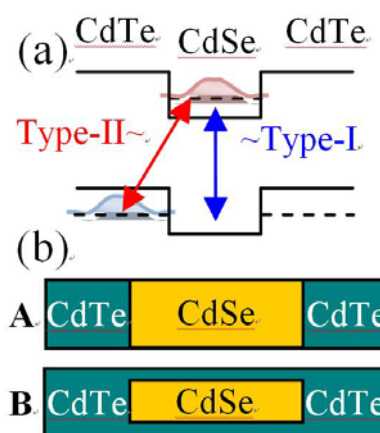 (a) CdTe CdSe CdTe
Type-II~ ~Type-I
(b)
A CdTe CdSe CdTe
B CdTe CdSe CdTe